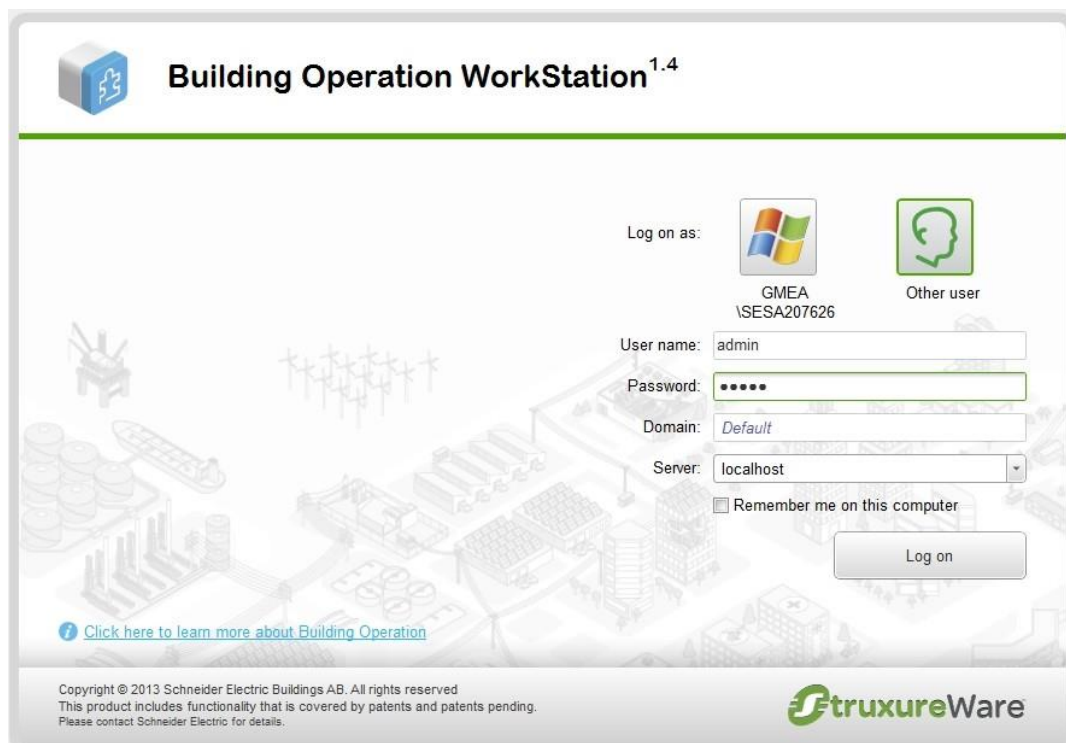 Building Operation WorkStation1.4
Log on as:
GMEA
\SESA207626
Other user
User name: admin
Password: •••••
Domain: Default
Server: localhost
Remember me on this computer
Log on
Click here to learn more about Building Operation
Copyright © 2013 Schneider Electric Buildings AB. All rights reserved
This product includes functionality that is covered by patents and patents pending.
Please contact Schneider Electric for details.
StruxureWare